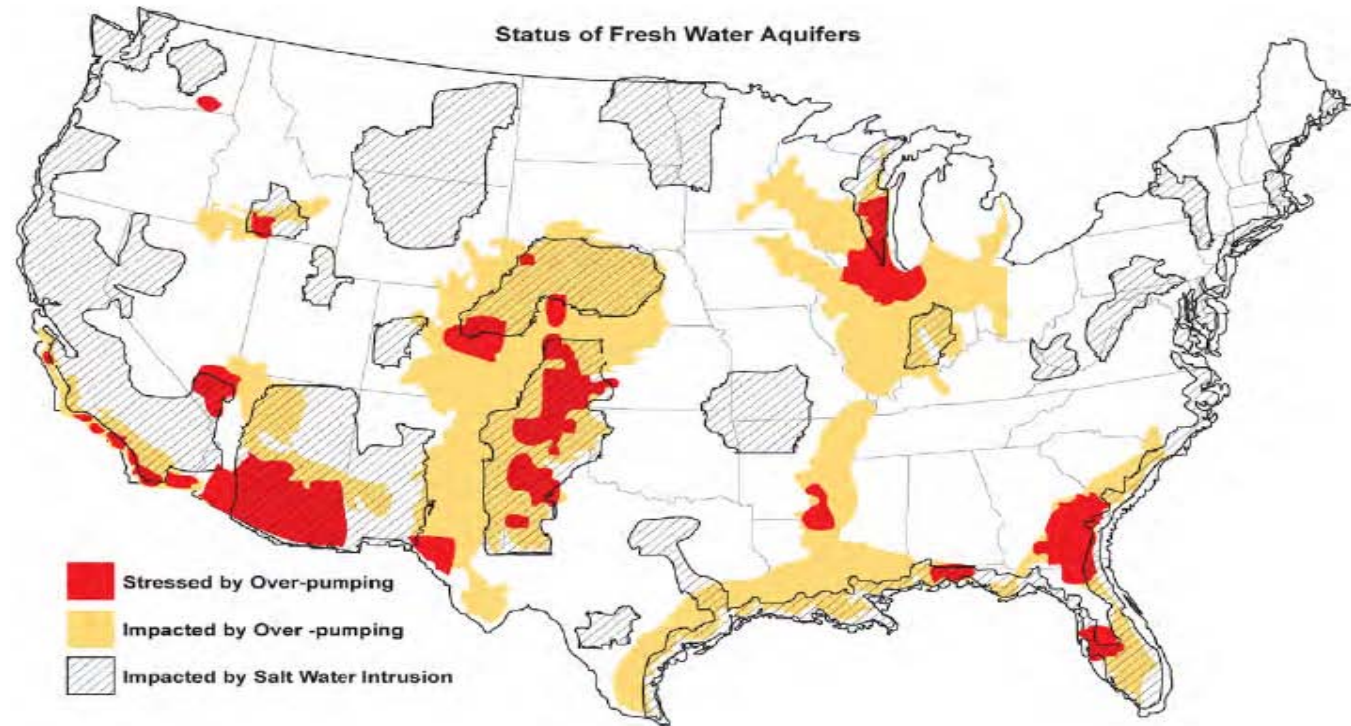 Status of Fresh Water Aquifers
Stressed by Over-pumping
Impacted by Over -pumping
Impacted by Salt Water Intrusion